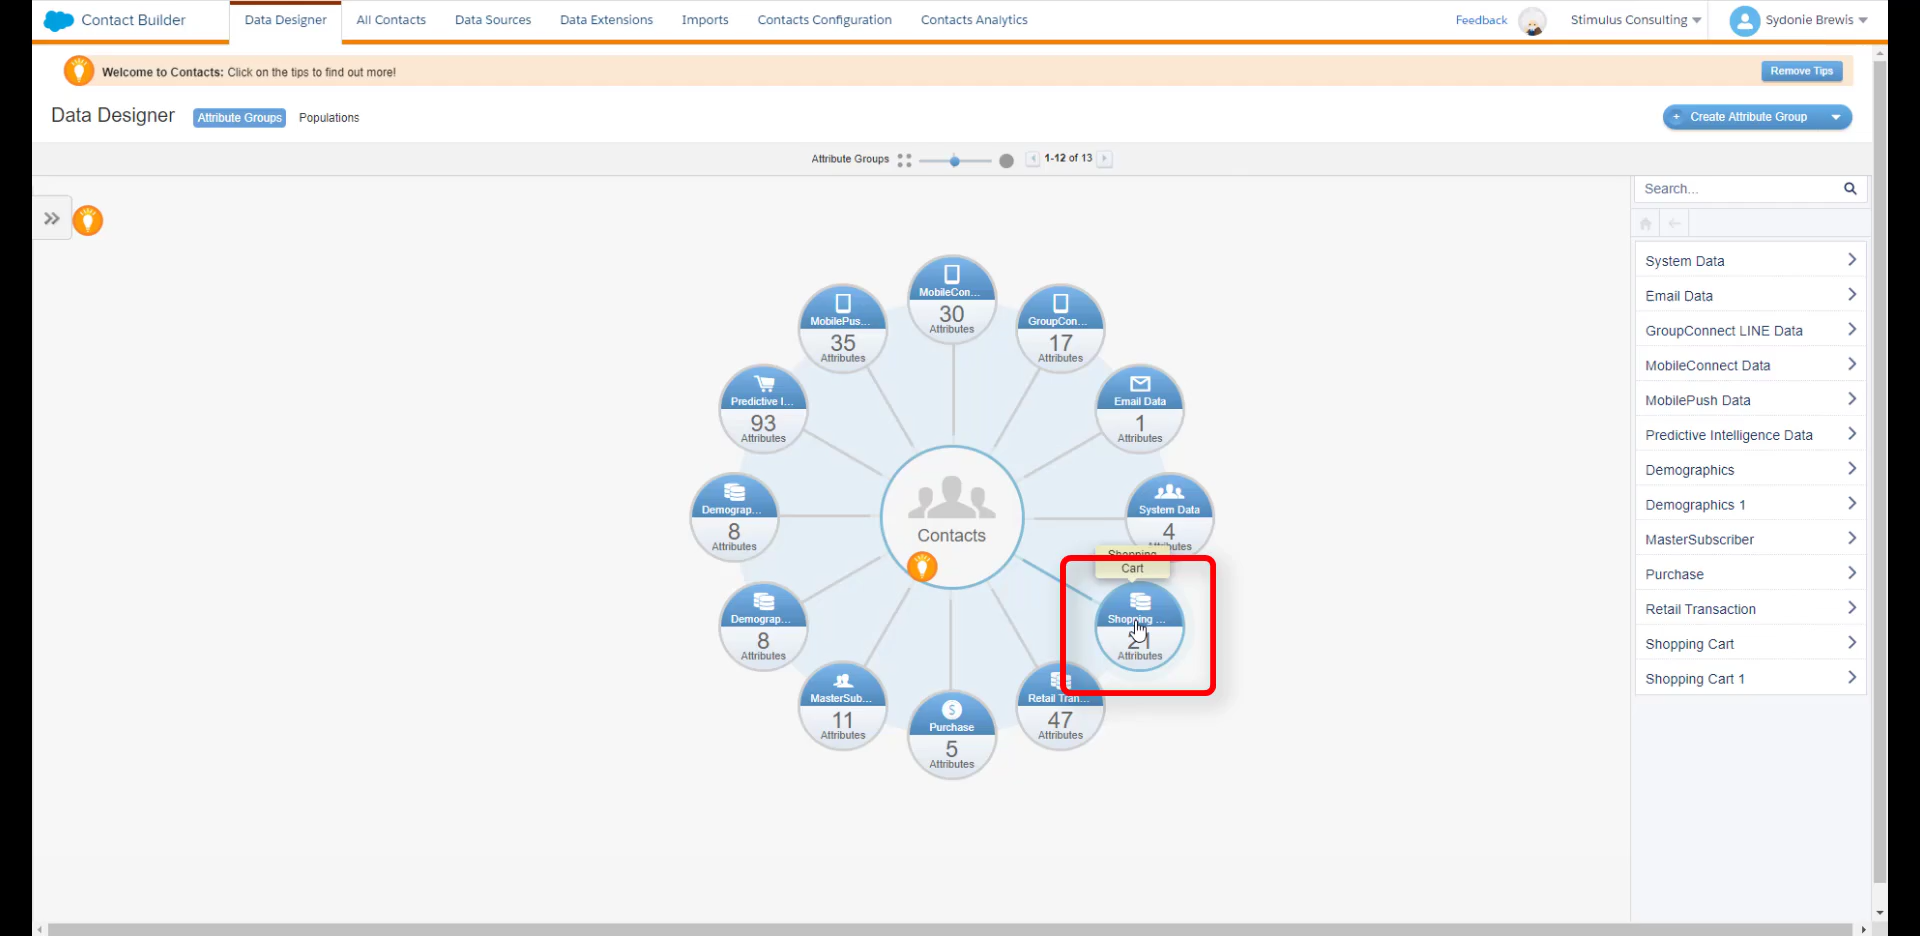 Contact Builder
Data Designer
All Contacts
Data Sources
Data Extensions
Imports
Contacts Configuration
Contacts Analytics
Feedback
Stimulus Consulting
Sydonie Brewis
Welcome to Contacts: Click on the tips to find out more!
Remove Tips
Data Designer
Attribute Groups
Populations
+ Create Attribute Group
Attribute Groups
1-12 of 13
Search...
MobileCon...
30
Attributes
MobilePus...
35
Attributes
GroupCon...
17
Attributes
Predictive I...
93
Attributes
Email Data
1
Attributes
Demograp...
8
Attributes
Contacts
System Data
4
Attributes
Shopping
Cart
Demograp...
8
Attributes
Shopping ...
21
Attributes
MasterSub...
11
Attributes
Purchase
5
Attributes
Retail Tran...
47
Attributes
System Data
Email Data
GroupConnect LINE Data
MobileConnect Data
MobilePush Data
Predictive Intelligence Data
Demographics
Demographics 1
MasterSubscriber
Purchase
Retail Transaction
Shopping Cart
Shopping Cart 1